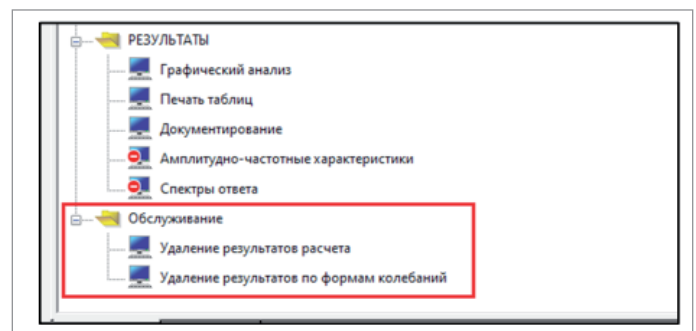 РЕЗУЛЬТАТЫ
Графический анализ
Печать таблиц
Документирование
Амплитудно-частотные характеристики
Спектры ответа
Обслуживание
Удаление результатов расчета
Удаление результатов по формам колебаний